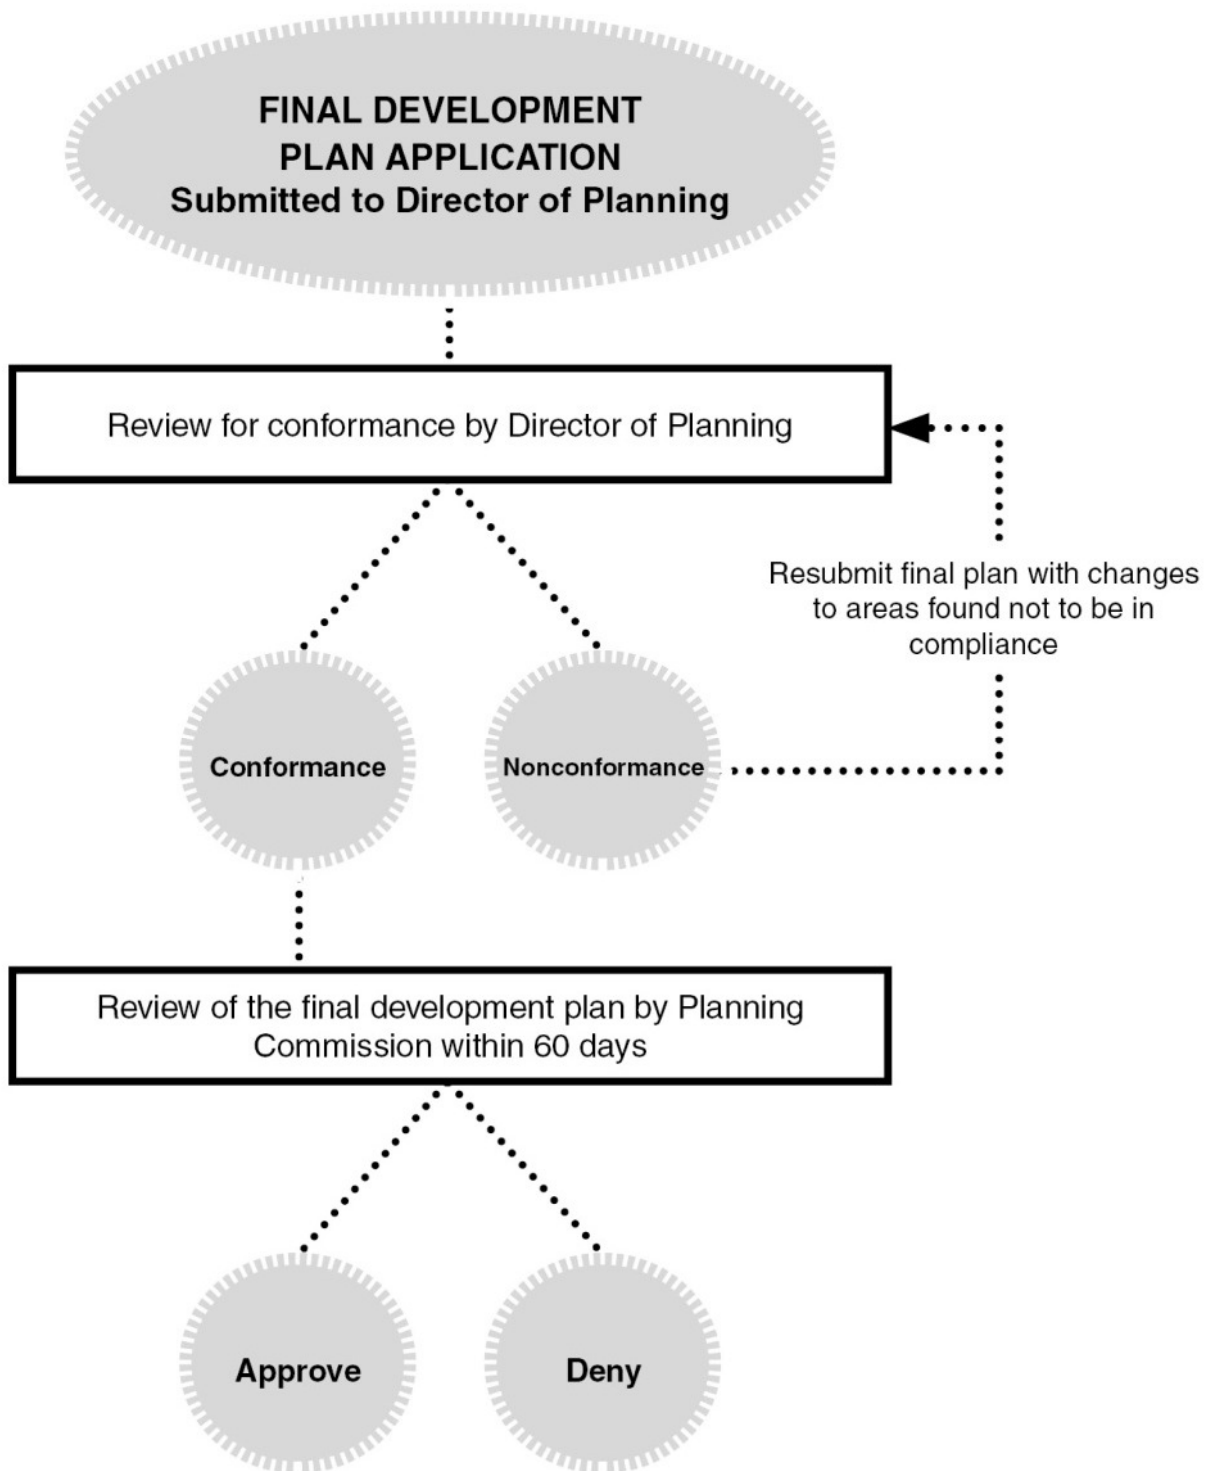 FINAL DEVELOPMENT
PLAN APPLICATION
Submitted to Director of Planning
Review for conformance by Director of Planning
Resubmit final plan with changes
to areas found not to be in
compliance
Conformance
Nonconformance
Review of the final development plan by Planning
Commission within 60 days
Approve
Deny